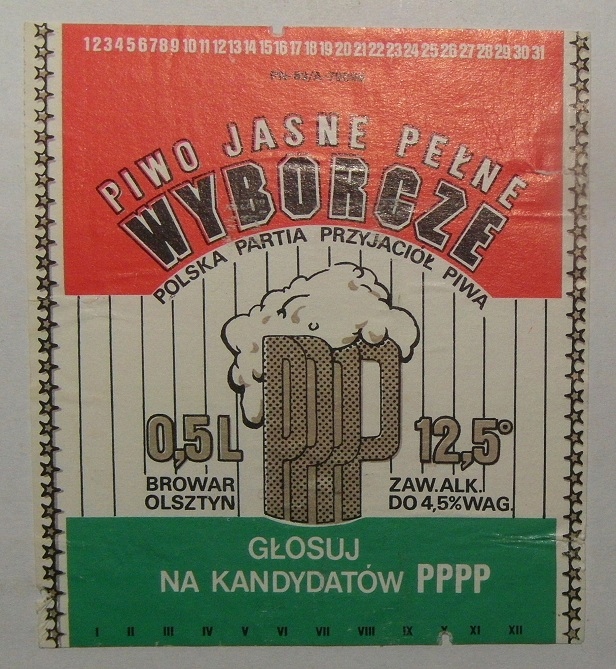 1 2 3 4 5 6 7 8 9 10 11 12 13 14 15 16 17 18 19 20 21 22 23 24 25 26 27 28 29 30 31
PIWO JASNE PEŁNE
WYBORCZE
POLSKA PARTIA PRZYJACIÓŁ PIWA
PPPP
0,5L
12,5°
BROWAR
OLSZTYN
ZAW. ALK.
DO 4,5% WAG.
GŁOSUJ
NA KANDYDATÓW PPPP
I II III IV V VI VII VIII IX X XI XII